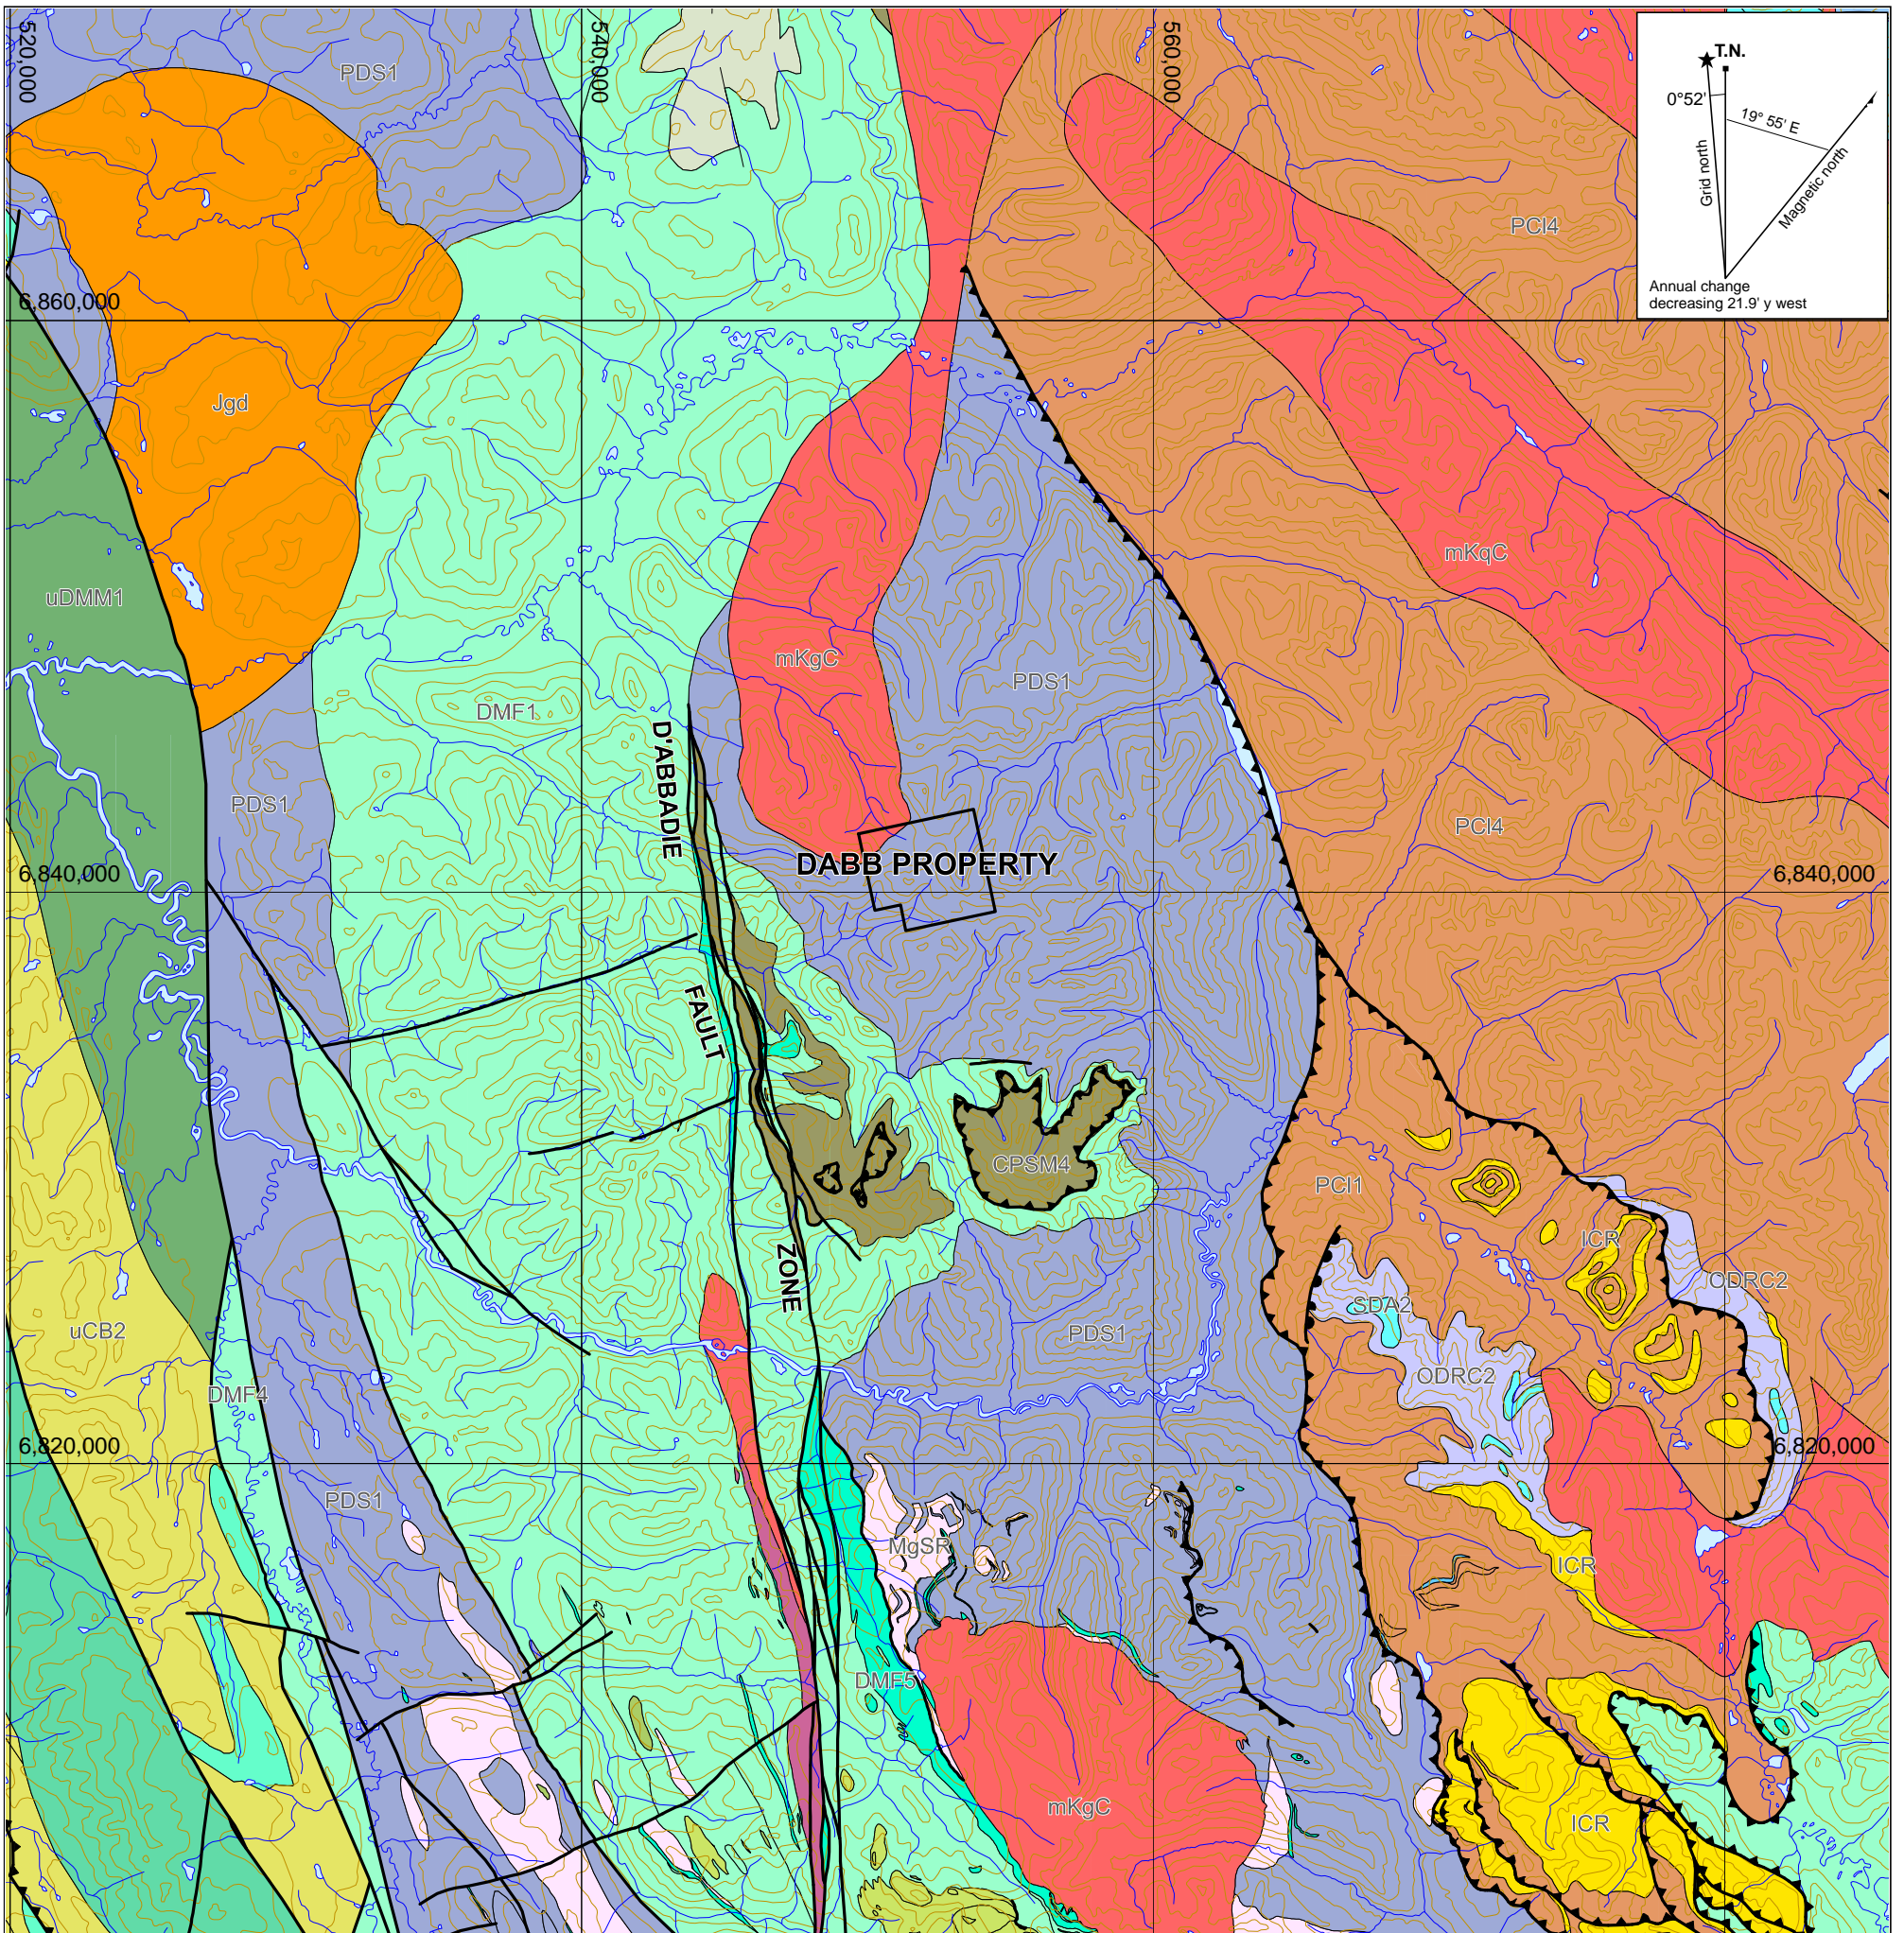 520,000
540,000
560,000
T.N.
0°52'
19° 55' E
Grid north
Magnetic north
Annual change
decreasing 21.9' y west
PDS1
PCI4
6,860,000
Jgd
mKqC
uDMM1
mKgC
PDS1
DMF1
D'ABBADIE
PDS1
PCI4
DABB PROPERTY
6,840,000
6,840,000
FAULT
CPSM4
PCI1
ICR
ZONE
ODRC2
SDA2
uCB2
PDS1
ODRC2
DMF4
6,820,000
6,820,000
PDS1
MgSR
ICR
DMF5
mKgC
ICR